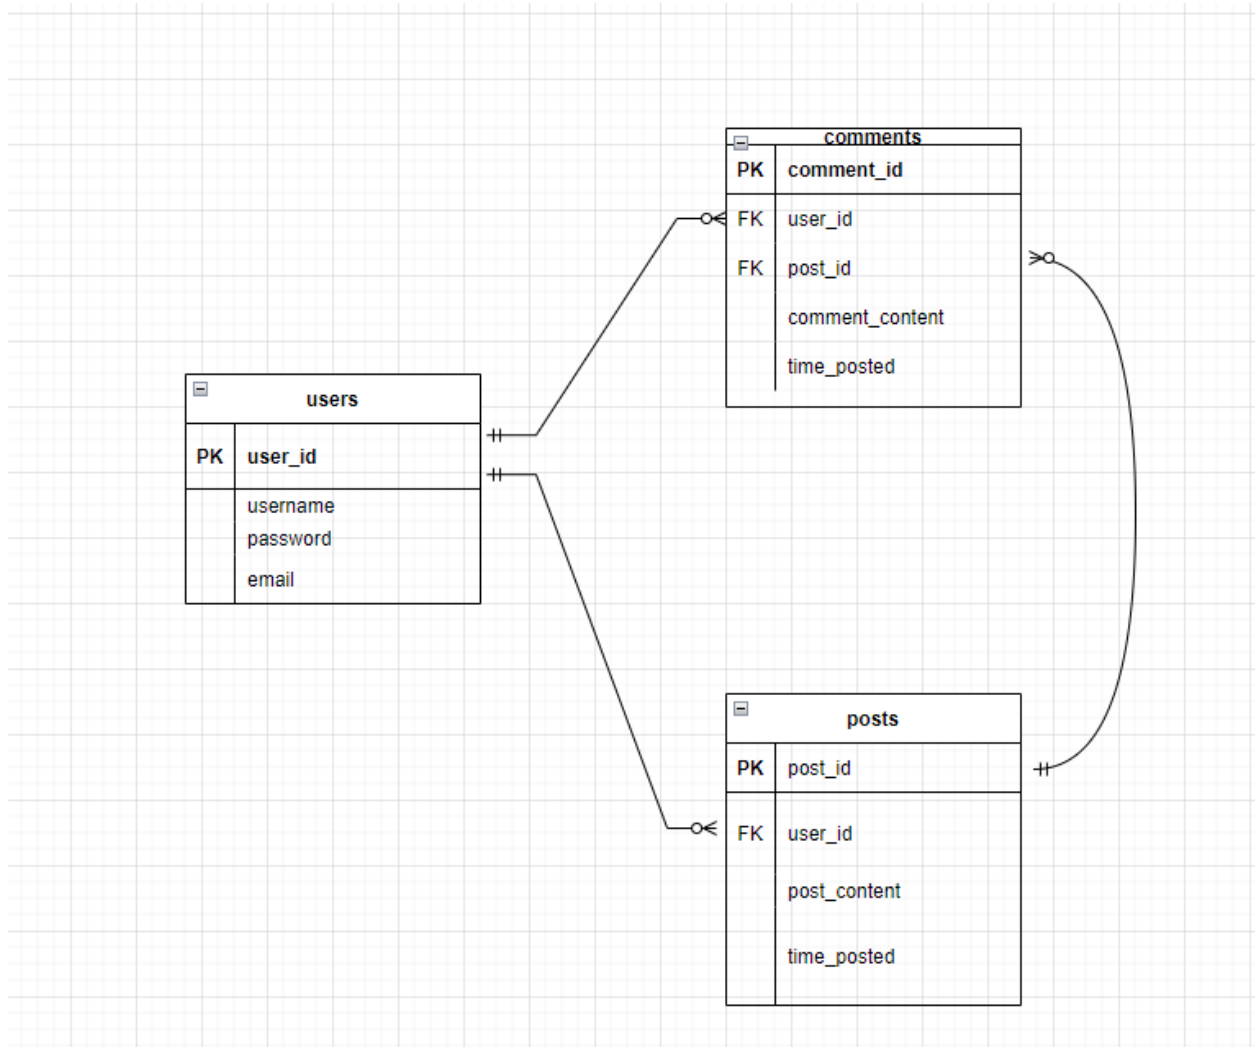 comments
PK comment_id
FK user_id
FK post_id
comment_content
time_posted
users
PK user_id
username
password
email
posts
PK post_id
FK user_id
post_content
time_posted